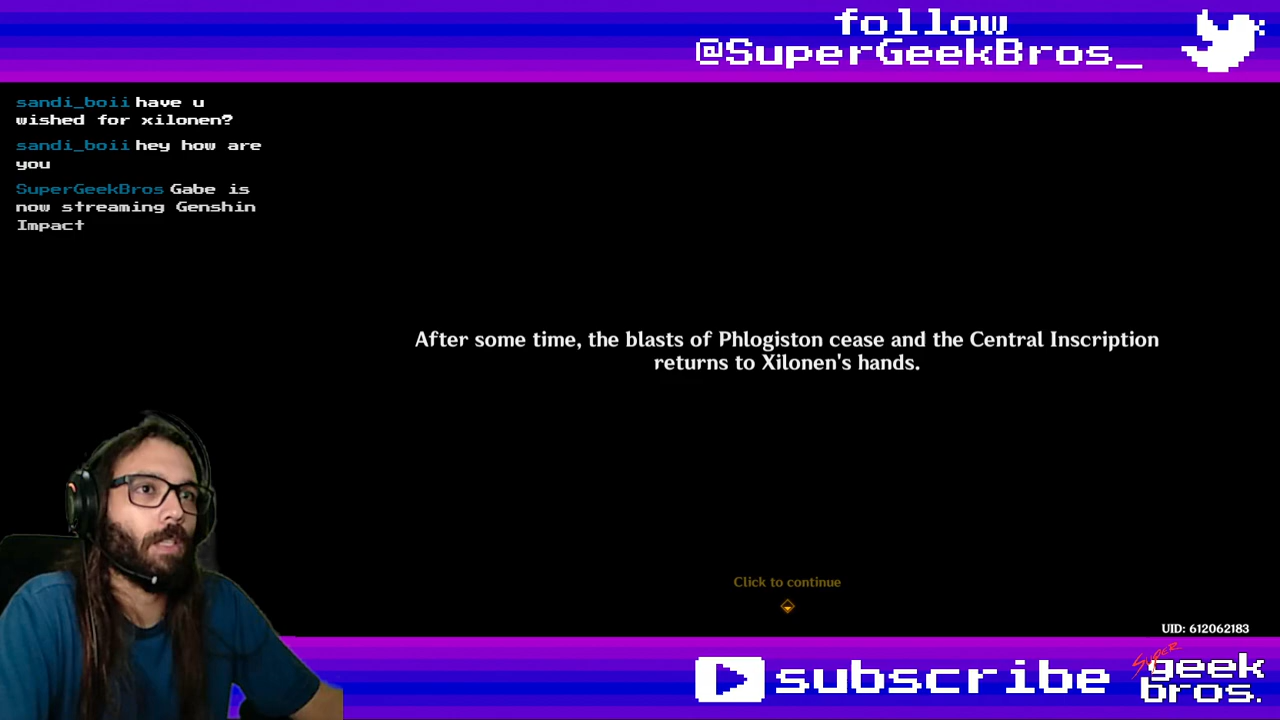 follow
@SuperGeekBros_
sandi_boii have u
wished for xilonen?
sandi_boii hey how are
you
SuperGeekBros Gabe is
now streaming Genshin
Impact
After some time, the blasts of Phlogiston cease and the Central Inscription
returns to Xilonen's hands.
Click to continue
UID: 612062183
subscribe
SUPER
geek
bros.